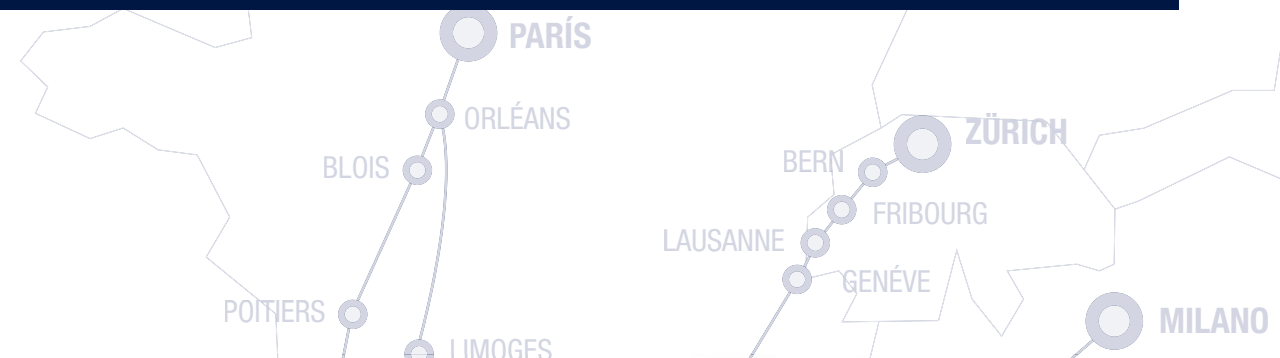 PARÍS
ORLÉANS
ZÜRICH
BLOIS
BERN
FRIBOURG
LAUSANNE
GENÉVE
POITIERS
MILANO
LIMOGES